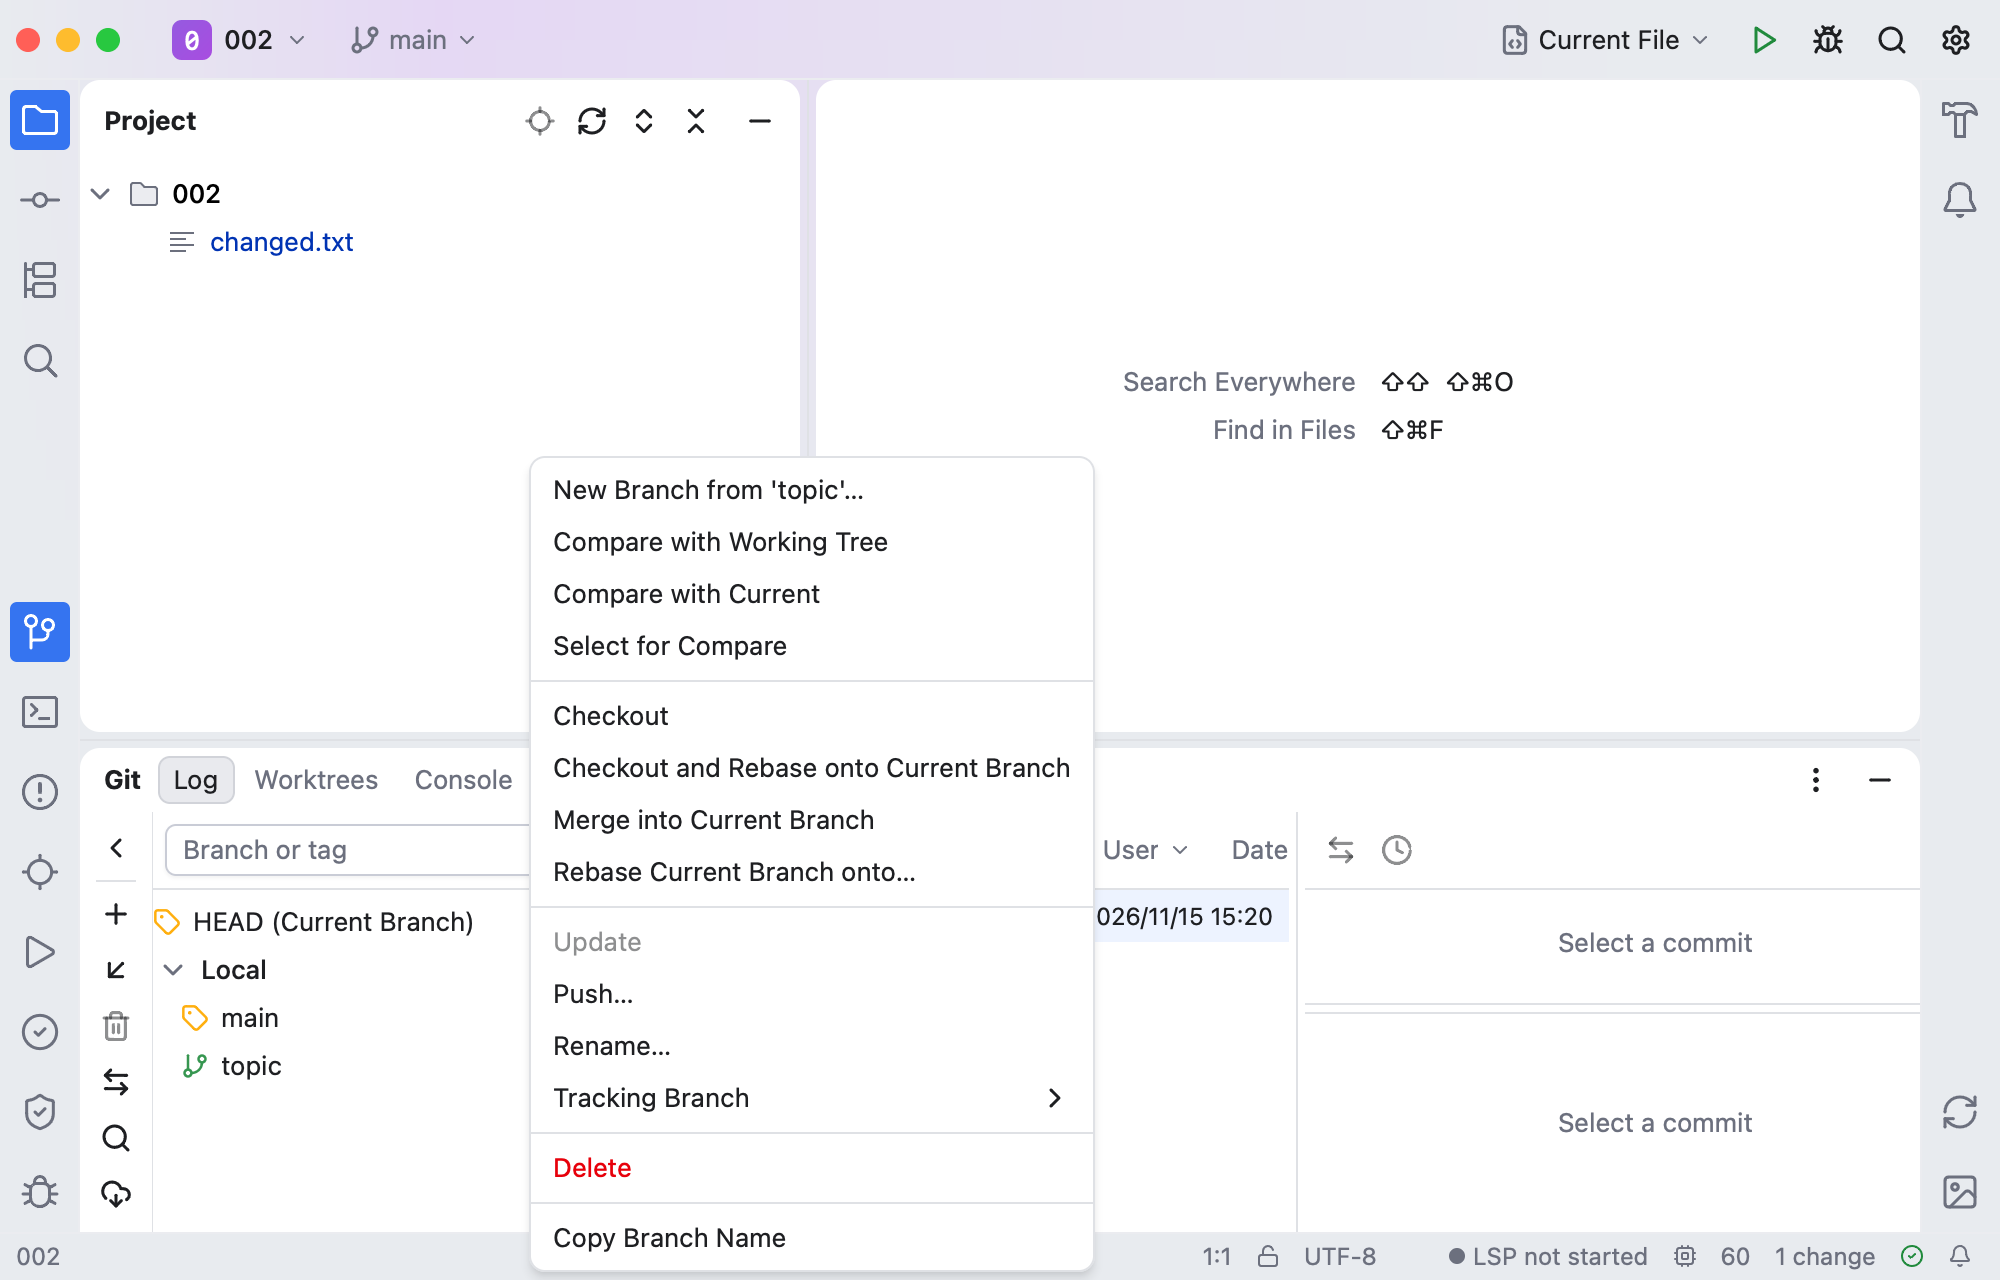 0 002 main Current File
Project
002
changed.txt
Search Everywhere ⇧⇧ ⇧⌘O
Find in Files ⇧⌘F
New Branch from 'topic'...
Compare with Working Tree
Compare with Current
Select for Compare
Checkout
Checkout and Rebase onto Current Branch
Merge into Current Branch
Rebase Current Branch onto...
Update
Push...
Rename...
Tracking Branch
Delete
Copy Branch Name
Git Log Worktrees Console
Branch or tag
User Date
HEAD (Current Branch)
026/11/15 15:20
Local
main
topic
Select a commit
Select a commit
002 1:1 UTF-8 LSP not started 60 1 change